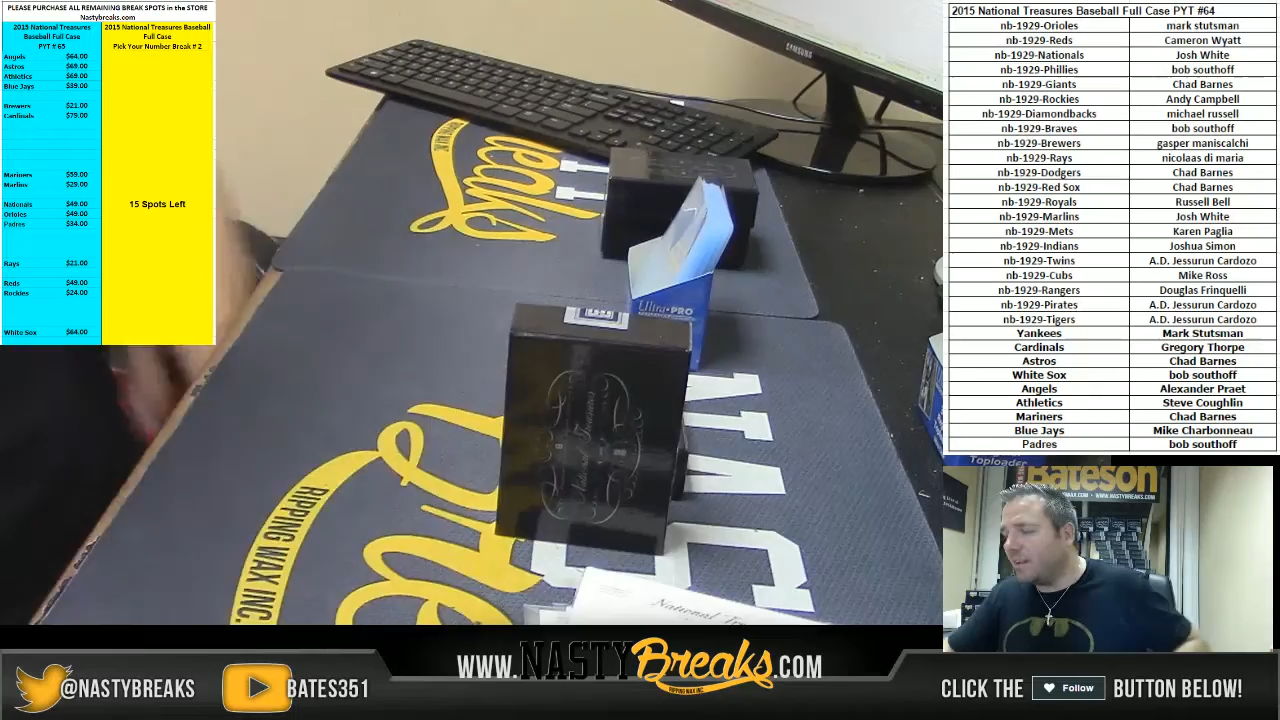 PLEASE PURCHASE ALL REMAINING BREAK SPOTS in the STORE
Nastybreaks.com
2015 National Treasures
Baseball Full Case
PYT # 65
Angels $64.00
Astros $69.00
Athletics $69.00
Blue Jays $39.00
Brewers $21.00
Cardinals $79.00
Mariners $59.00
Marlins $29.00
Nationals $49.00
Orioles $49.00
Padres $34.00
Rays $21.00
Reds $49.00
Rockies $24.00
White Sox $64.00
2015 National Treasures Baseball
Full Case
Pick Your Number Break # 2
15 Spots Left
SAMSUNG
Ultra·PRO
National Treasures
RIPPING WAX INC.
2015 National Treasures Baseball Full Case PYT #64
nb-1929-Orioles mark stutsman
nb-1929-Reds Cameron Wyatt
nb-1929-Nationals Josh White
nb-1929-Phillies bob southoff
nb-1929-Giants Chad Barnes
nb-1929-Rockies Andy Campbell
nb-1929-Diamondbacks michael russell
nb-1929-Braves bob southoff
nb-1929-Brewers gasper maniscalchi
nb-1929-Rays nicolaas di maria
nb-1929-Dodgers Chad Barnes
nb-1929-Red Sox Chad Barnes
nb-1929-Royals Russell Bell
nb-1929-Marlins Josh White
nb-1929-Mets Karen Paglia
nb-1929-Indians Joshua Simon
nb-1929-Twins A.D. Jessurun Cardozo
nb-1929-Cubs Mike Ross
nb-1929-Rangers Douglas Frinquelli
nb-1929-Pirates A.D. Jessurun Cardozo
nb-1929-Tigers A.D. Jessurun Cardozo
Yankees Mark Stutsman
Cardinals Gregory Thorpe
Astros Chad Barnes
White Sox bob southoff
Angels Alexander Praet
Athletics Steve Coughlin
Mariners Chad Barnes
Blue Jays Mike Charbonneau
Padres bob southoff
Toploader
Bateson
WWW.NASTYBreaks.COM
RIPPING WAX INC.
@NASTYBREAKS
BATES351
CLICK THE Follow BUTTON BELOW!